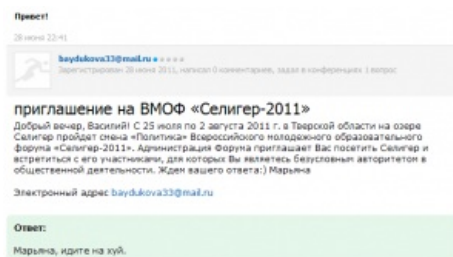 Привет!
28 июня 22:41
baydukova33@mail.ru
Зарегистрирован 28 июня 2011, написал 0 комментариев, задал в конференциях 1 вопрос
приглашение на ВМОФ «Селигер-2011»
Добрый вечер, Василий! С 25 июля по 2 августа 2011 г. в Тверской области на озере
Селигер пройдет смена «Политика» Всероссийского молодежного образовательного
форума «Селигер-2011». Администрация Форума приглашает Вас посетить Селигер и
встретиться с его участниками, для которых Вы являетесь безусловным авторитетом в
общественной деятельности. Ждем вашего ответа:) Марьяна
Электронный адрес baydukova33@mail.ru
Ответ:
Марьяна, идите на хуй.